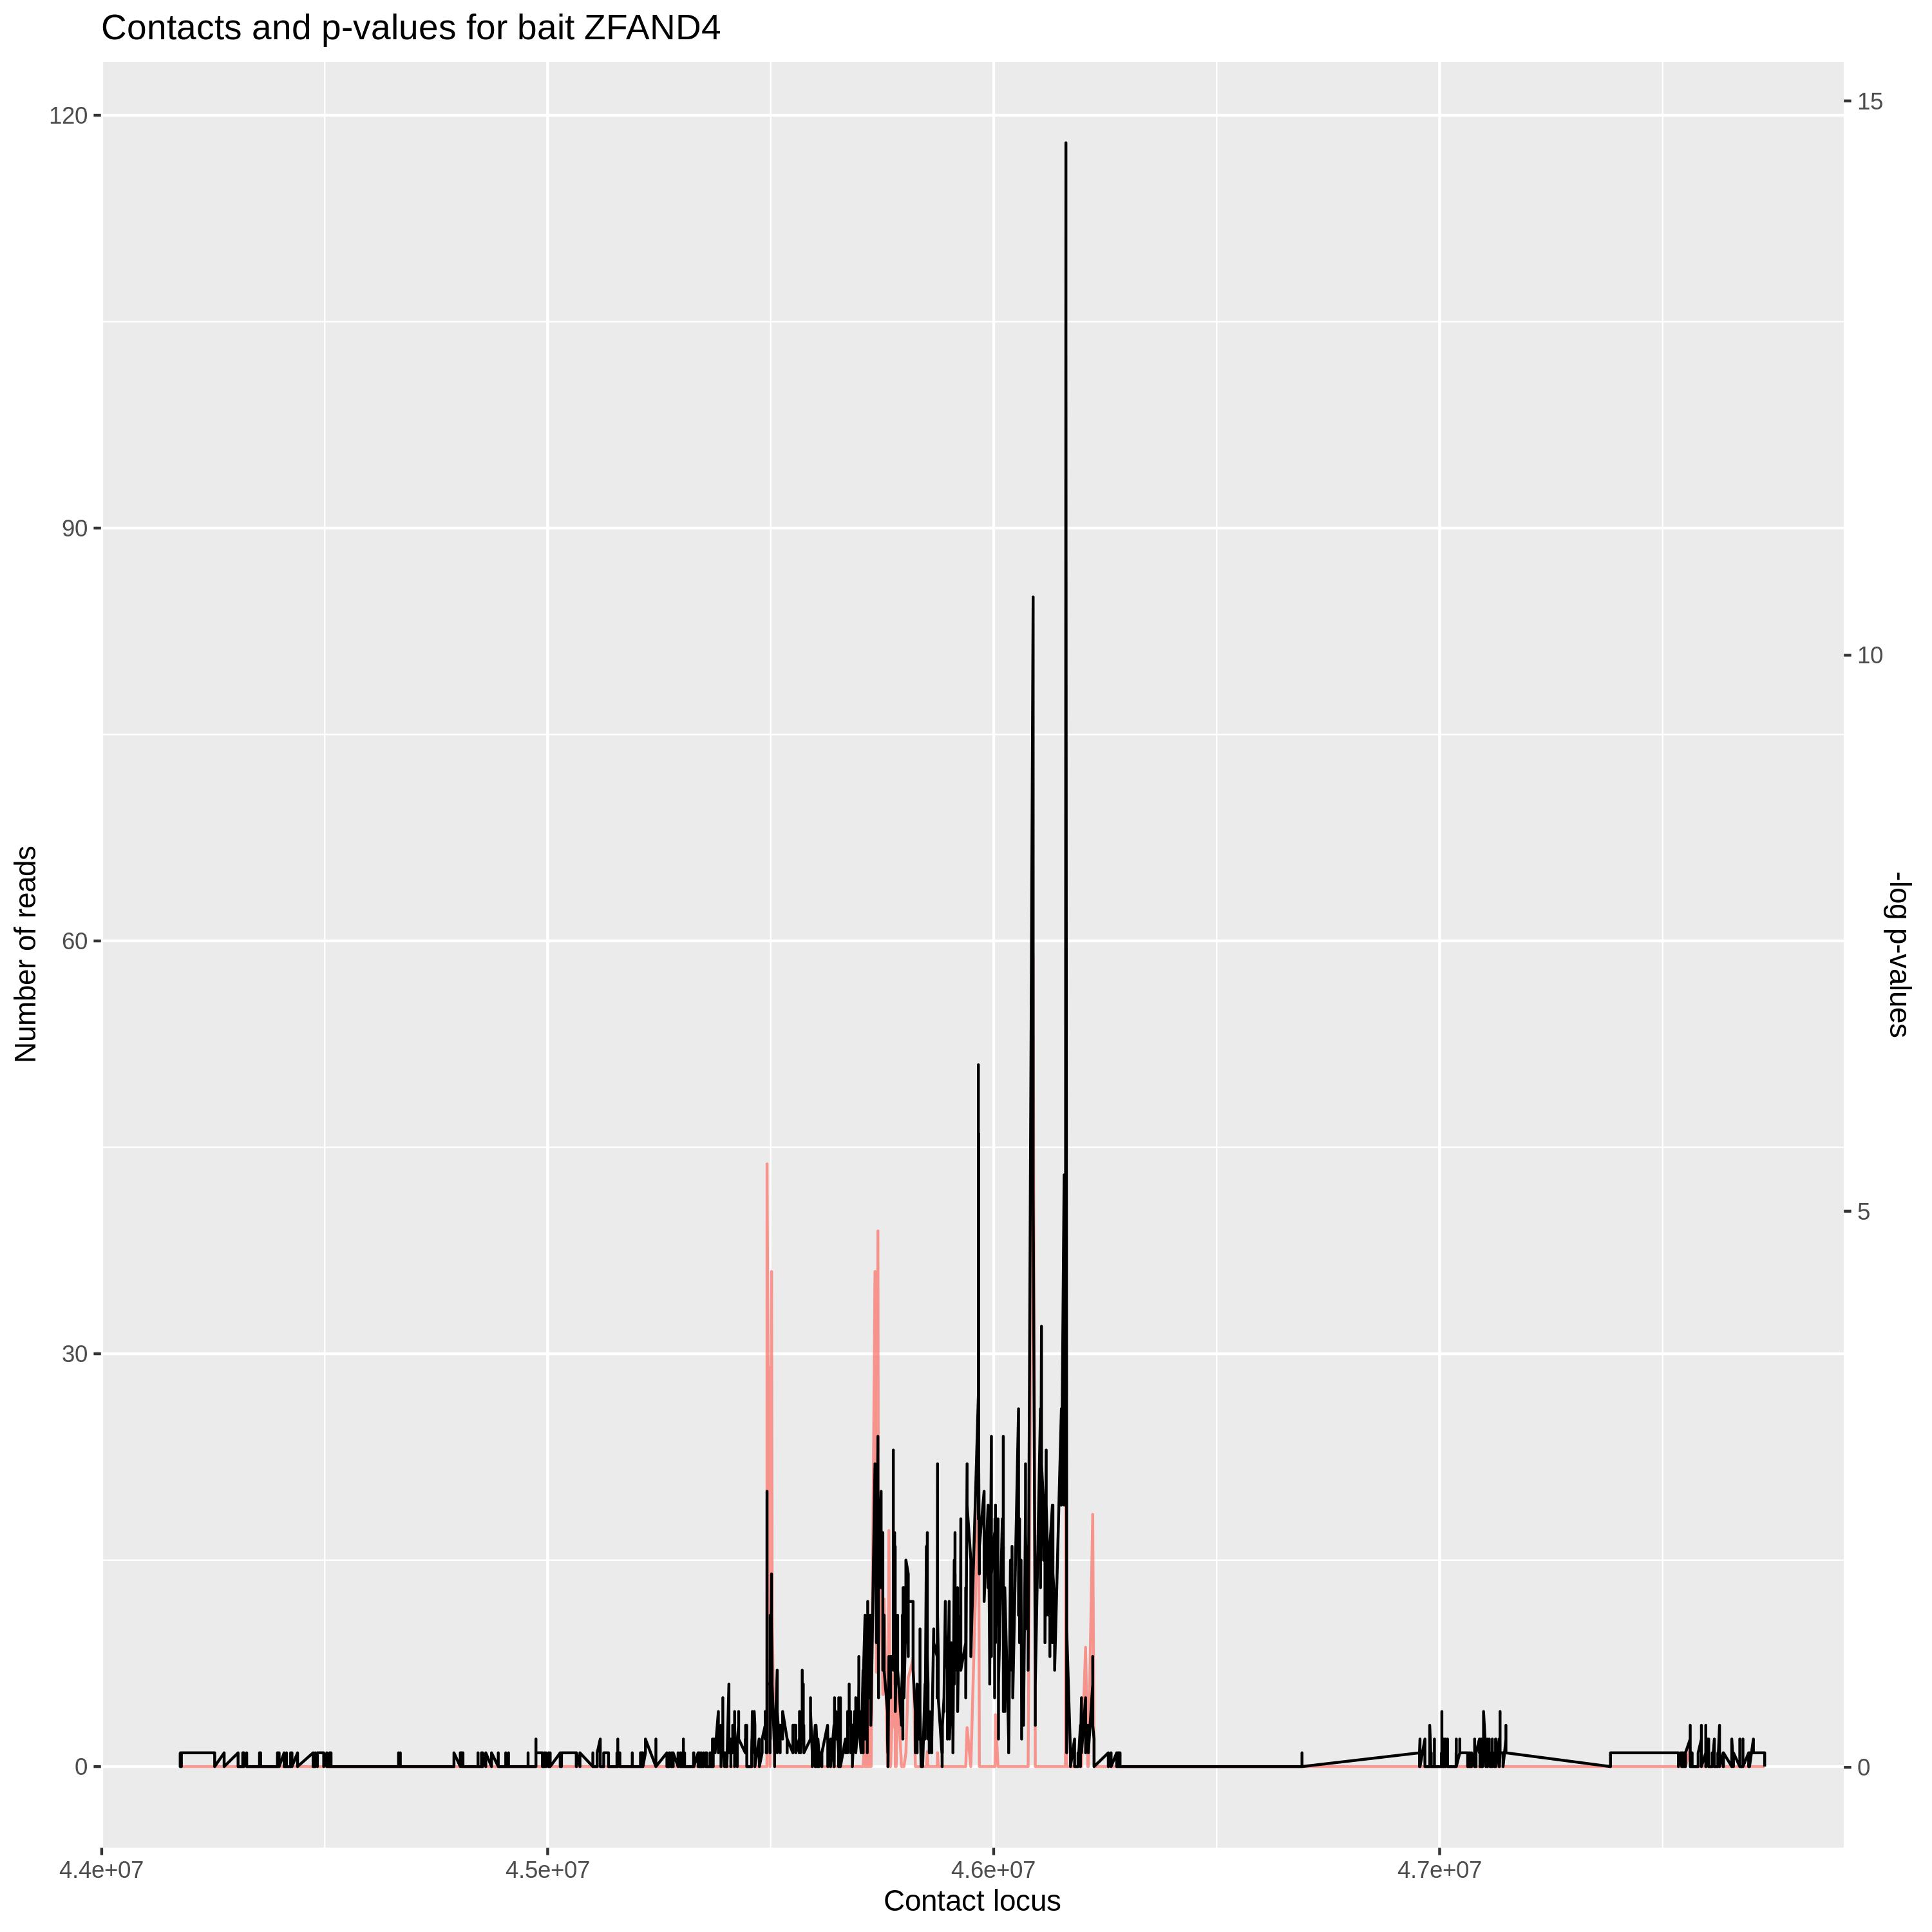 Contacts and p-values for bait ZFAND4
120
90
60
30
0
Number of reads
15
10
5
0
-log p-values
4.4e+07
4.5e+07
4.6e+07
4.7e+07
Contact locus